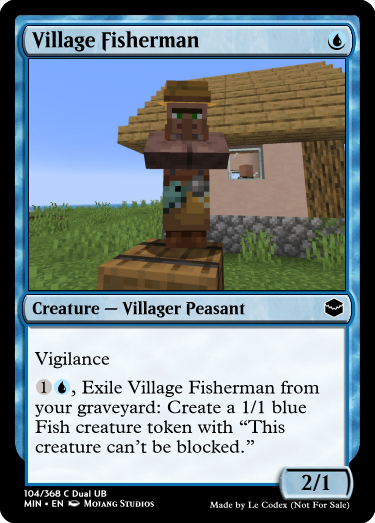 Village Fisherman
Creature — Villager Peasant
Vigilance
1, Exile Village Fisherman from
your graveyard: Create a 1/1 blue
Fish creature token with “This
creature can't be blocked.”
2/1
104/368 C Dual UB
MIN • EN Mojang Studios
Made by Le Codex (Not For Sale)